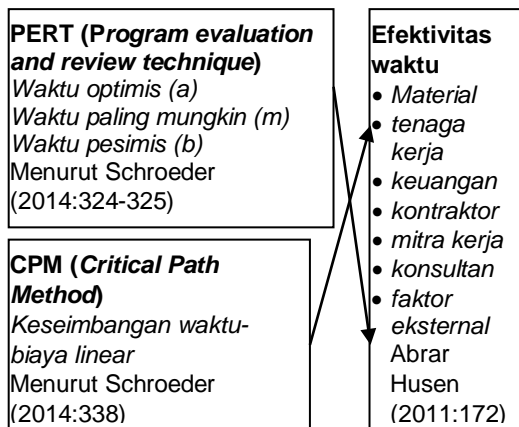 PERT (Program evaluation
and review technique)
Waktu optimis (a)
Waktu paling mungkin (m)
Waktu pesimis (b)
Menurut Schroeder
(2014:324-325)
CPM (Critical Path
Method)
Keseimbangan waktu-
biaya linear
Menurut Schroeder
(2014:338)
Efektivitas
waktu
• Material
• tenaga
kerja
• keuangan
• kontraktor
• mitra kerja
• konsultan
• faktor
eksternal
Abrar
Husen
(2011:172)